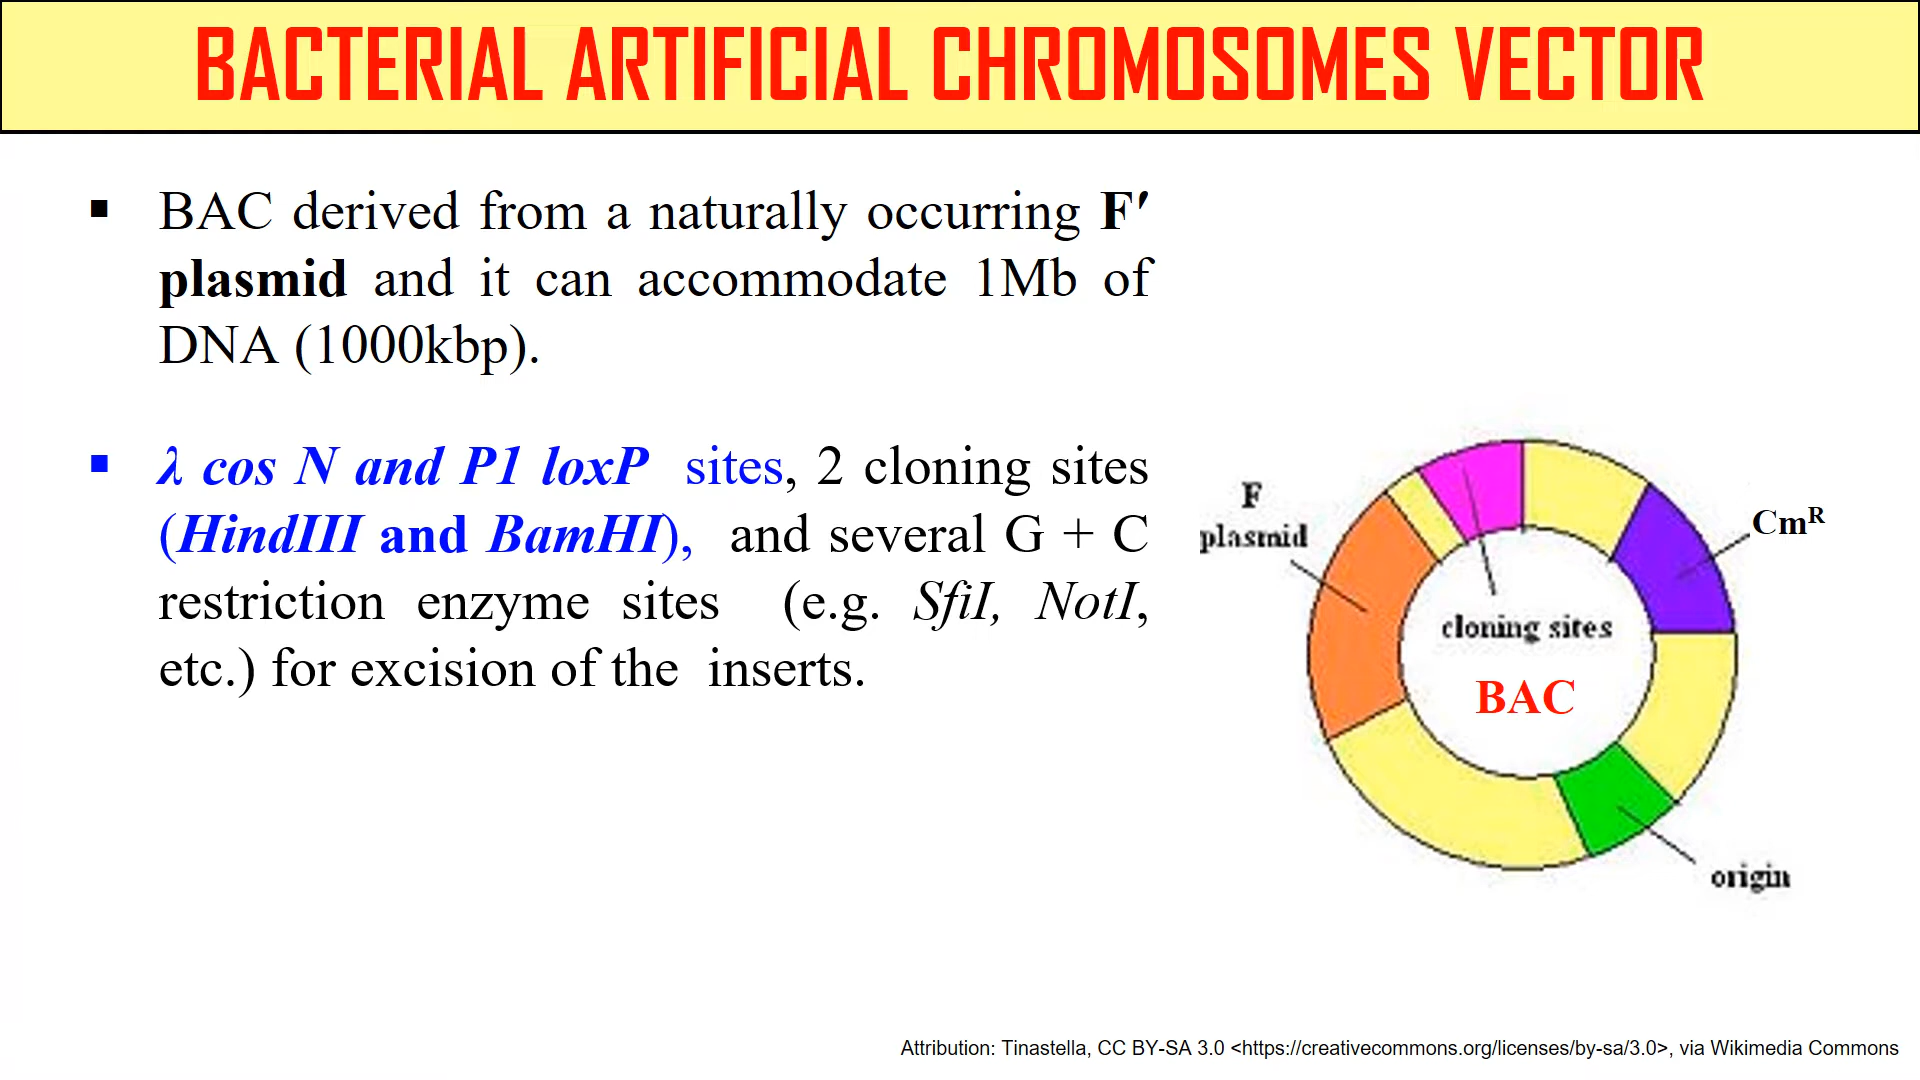 BACTERIAL ARTIFICIAL CHROMOSOMES VECTOR
▪ BAC derived from a naturally occurring F′
plasmid and it can accommodate 1Mb of
DNA (1000kbp).
▪ λ cos N and P1 loxP sites, 2 cloning sites
(HindIII and BamHI), and several G + C
restriction enzyme sites (e.g. SfiI, NotI,
etc.) for excision of the inserts.
F
plasmid
CmR
cloning sites
BAC
origin
Attribution: Tinastella, CC BY-SA 3.0 <https://creativecommons.org/licenses/by-sa/3.0>, via Wikimedia Commons